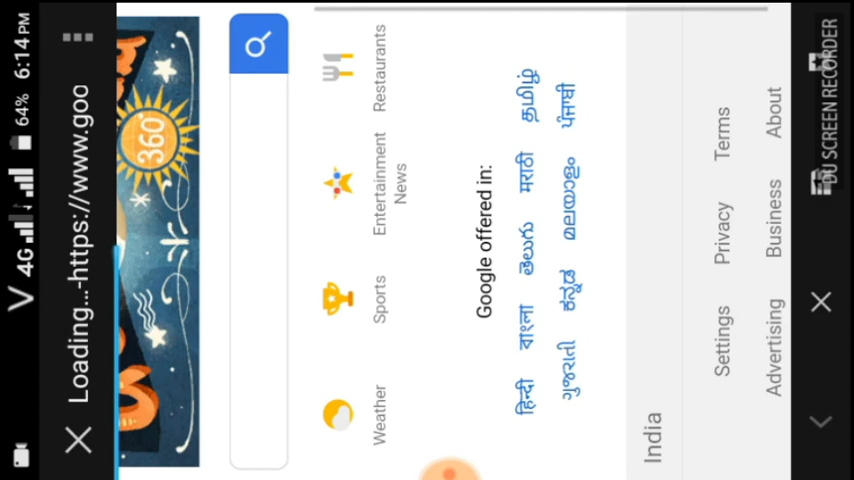 4G 64% 6:14 PM
Loading...-https://www.goo
360
Weather
Sports
Entertainment
News
Restaurants
Google offered in:
हिन्दी বাংলা తెలుగు मराठी தமிழ்
ગુજરાતી ಕನ್ನಡ മലയാളം ਪੰਜਾਬੀ
India
Settings Privacy Terms
Advertising Business About
DU SCREEN RECORDER